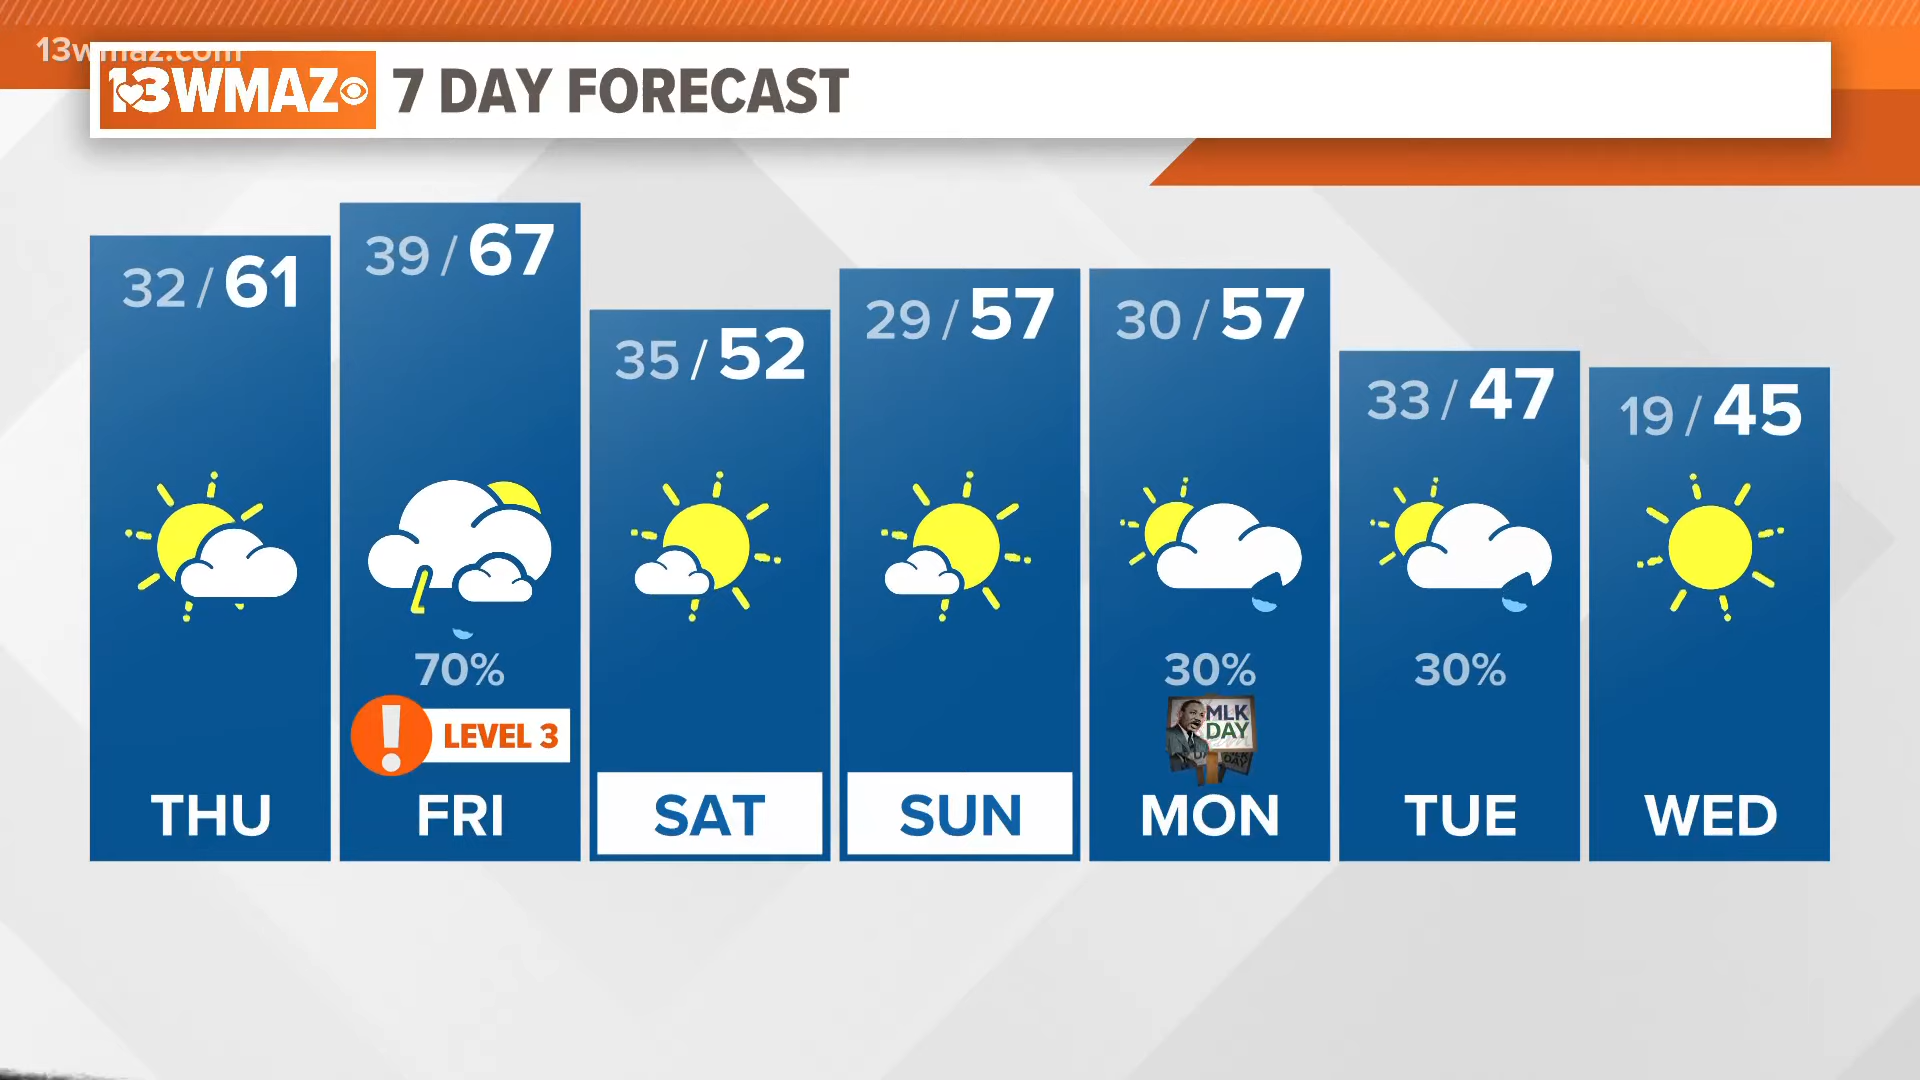 13wmaz.com
13WMAZ 7 DAY FORECAST
32 / 61
39 / 67
35 / 52
29 / 57
30 / 57
33 / 47
19 / 45
70%
30%
30%
! LEVEL 3
MLK
DAY
DAY
THU
FRI
SAT
SUN
MON
TUE
WED